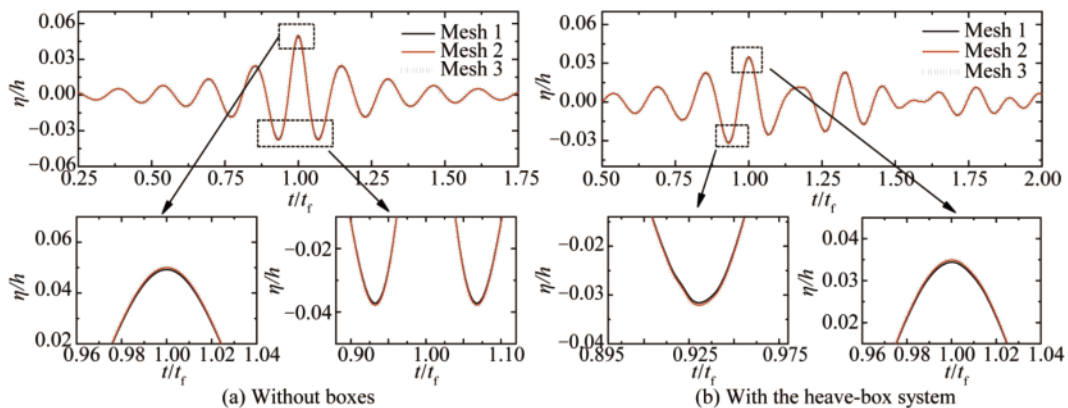 0.06
0.03
0.00
−0.03
−0.06
η/h
Mesh 1
Mesh 2
Mesh 3
0.25 0.50 0.75 1.00 1.25 1.50 1.75
t/t_f
0.06
0.03
0.00
−0.03
−0.06
η/h
Mesh 1
Mesh 2
Mesh 3
0.50 0.75 1.00 1.25 1.50 1.75 2.00
t/t_f
0.06
0.04
0.02
η/h
0.96 0.98 1.00 1.02 1.04
t/t_f
−0.02
−0.04
η/h
0.90 1.00 1.10
t/t_f
−0.02
−0.03
−0.04
η/h
0.895 0.925 0.975
t/t_f
0.04
0.03
0.02
η/h
0.96 0.98 1.00 1.02 1.04
t/t_f
(a) Without boxes
(b) With the heave-box system